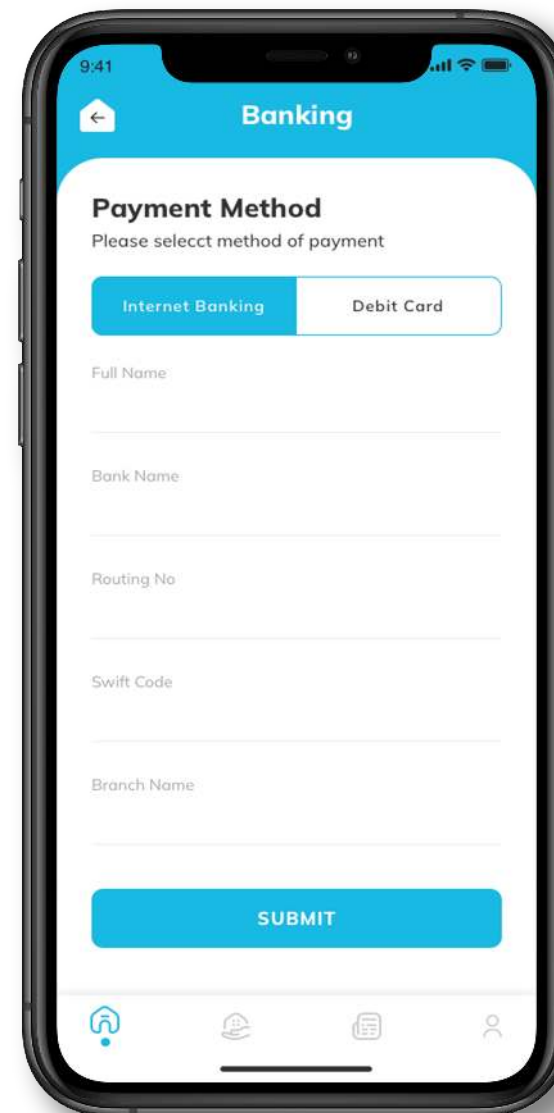 9:41
Banking
Payment Method
Please selecct method of payment
Internet Banking Debit Card
Full Name
Bank Name
Routing No
Swift Code
Branch Name
SUBMIT